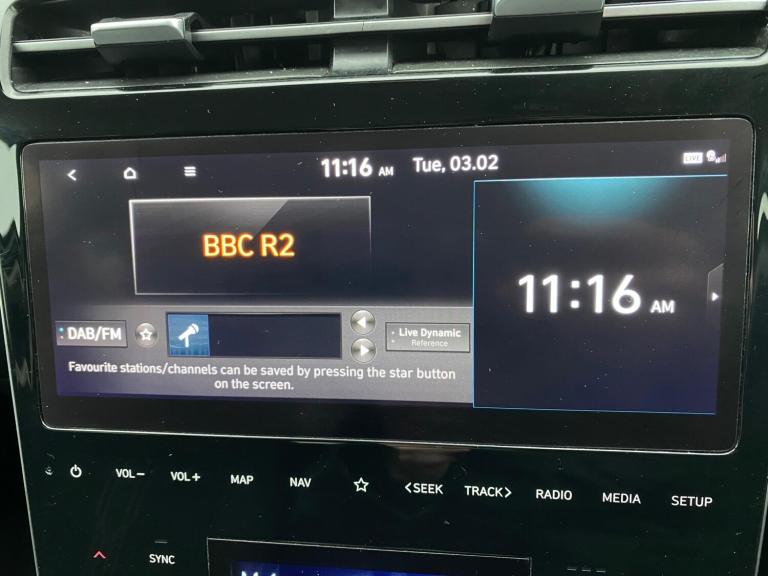 11:16 AM Tue, 03.02
LIVE
BBC R2
11:16 AM
DAB/FM
Live Dynamic
Reference
Favourite stations/channels can be saved by pressing the star button
on the screen.
VOL− VOL+ MAP NAV <SEEK TRACK> RADIO MEDIA SETUP
SYNC